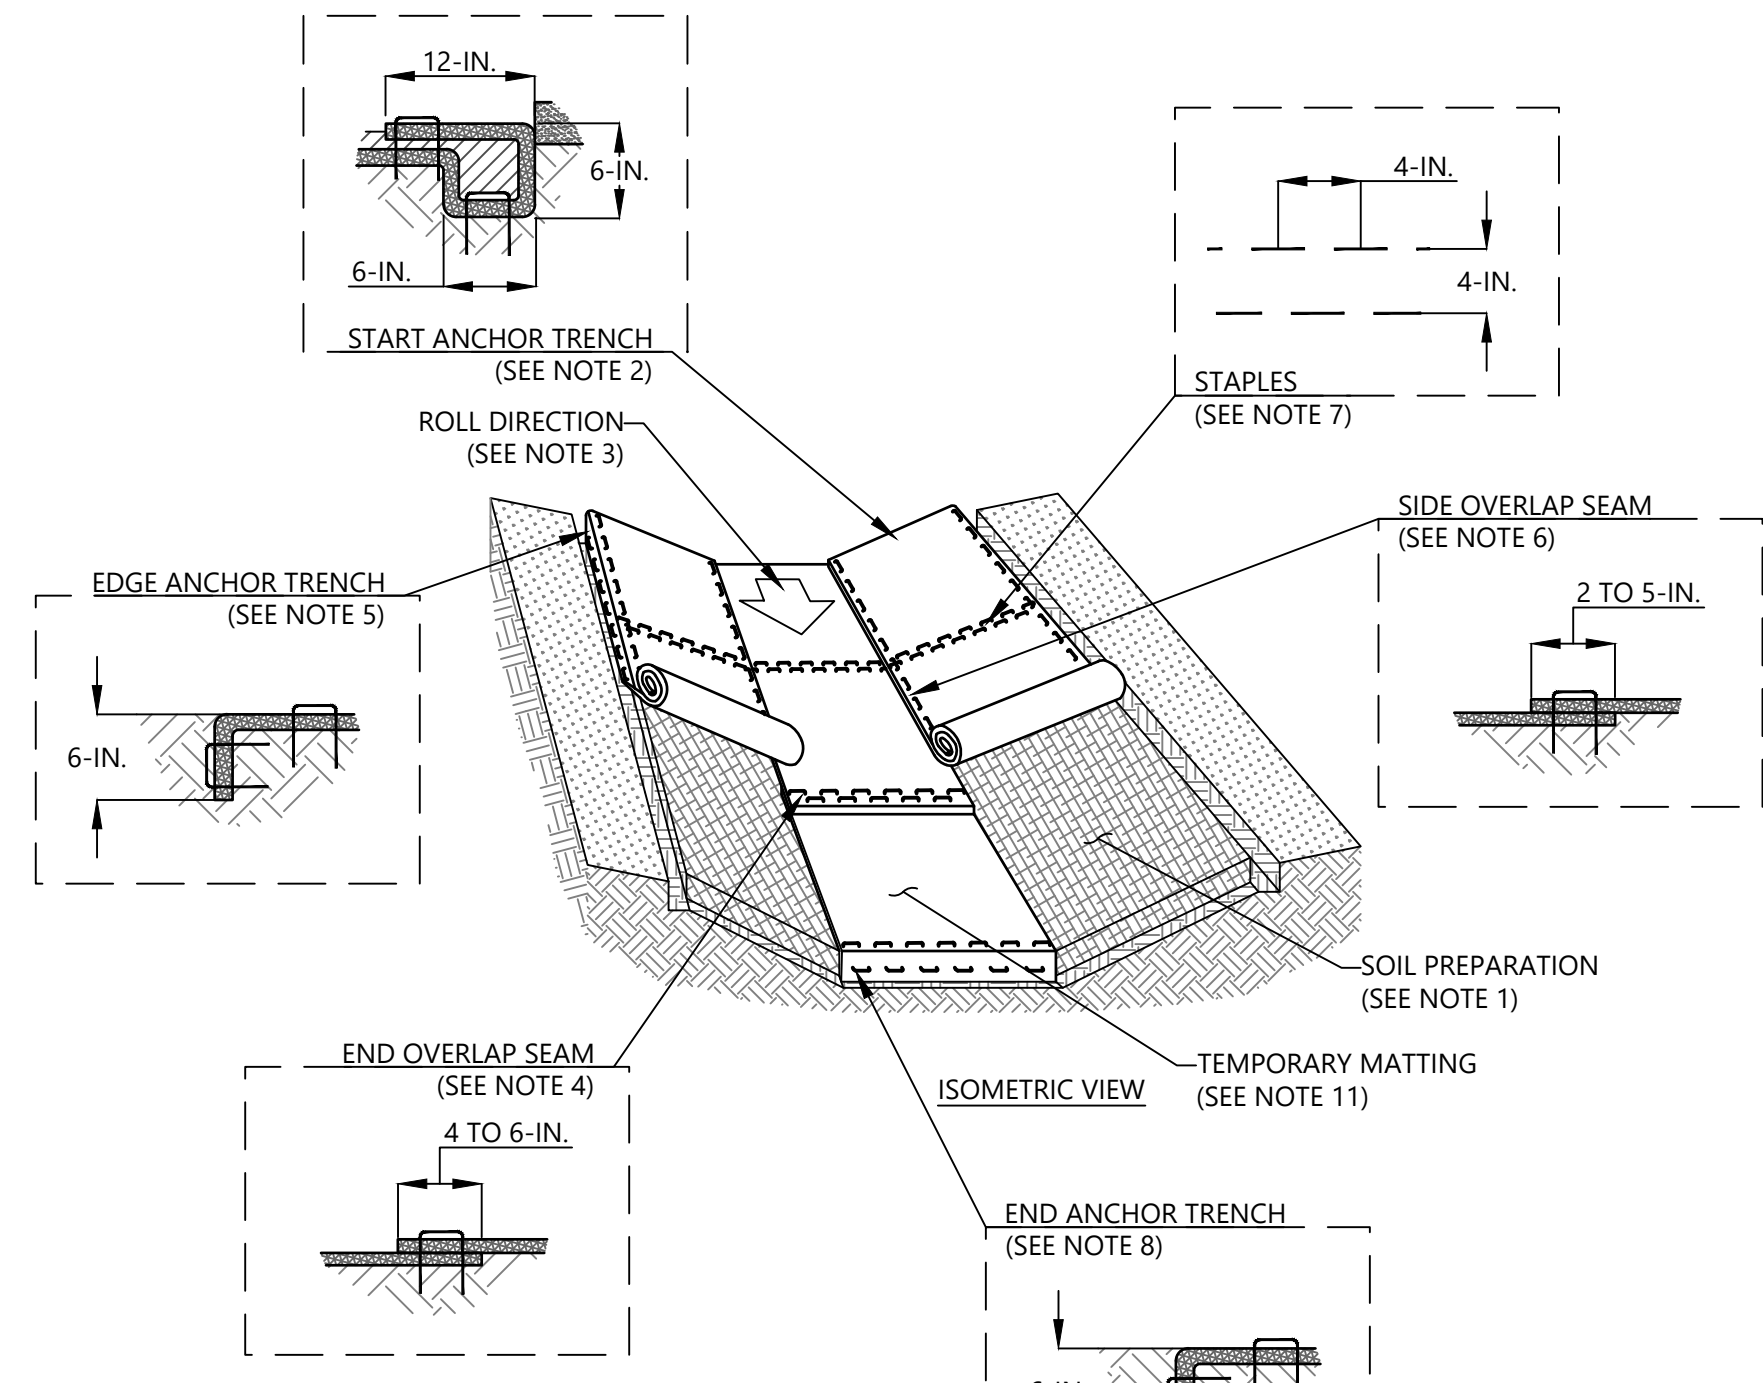 12-IN.
6-IN.
6-IN.
START ANCHOR TRENCH
(SEE NOTE 2)
4-IN.
4-IN.
STAPLES
(SEE NOTE 7)
ROLL DIRECTION
(SEE NOTE 3)
SIDE OVERLAP SEAM
(SEE NOTE 6)
2 TO 5-IN.
EDGE ANCHOR TRENCH
(SEE NOTE 5)
6-IN.
SOIL PREPARATION
(SEE NOTE 1)
END OVERLAP SEAM
(SEE NOTE 4)
4 TO 6-IN.
TEMPORARY MATTING
(SEE NOTE 11)
ISOMETRIC VIEW
END ANCHOR TRENCH
(SEE NOTE 8)